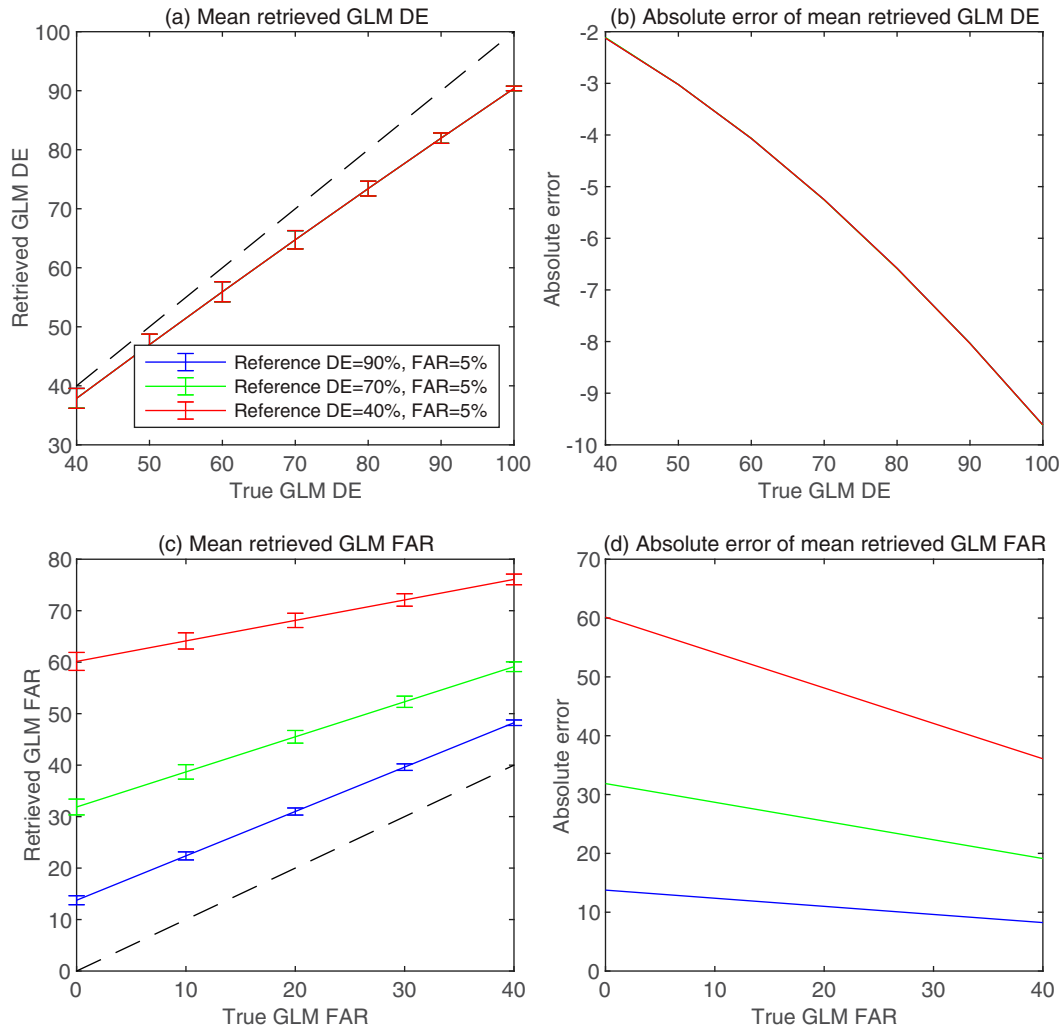 (a) Mean retrieved GLM DE
100
90
80
70
60
50
40
30
Retrieved GLM DE
Reference DE=90%, FAR=5%
Reference DE=70%, FAR=5%
Reference DE=40%, FAR=5%
40 50 60 70 80 90 100
True GLM DE
(b) Absolute error of mean retrieved GLM DE
-2
-3
-4
-5
-6
-7
-8
-9
-10
Absolute error
40 50 60 70 80 90 100
True GLM DE
(c) Mean retrieved GLM FAR
80
70
60
50
40
30
20
10
0
Retrieved GLM FAR
0 10 20 30 40
True GLM FAR
(d) Absolute error of mean retrieved GLM FAR
70
60
50
40
30
20
10
0
Absolute error
0 10 20 30 40
True GLM FAR